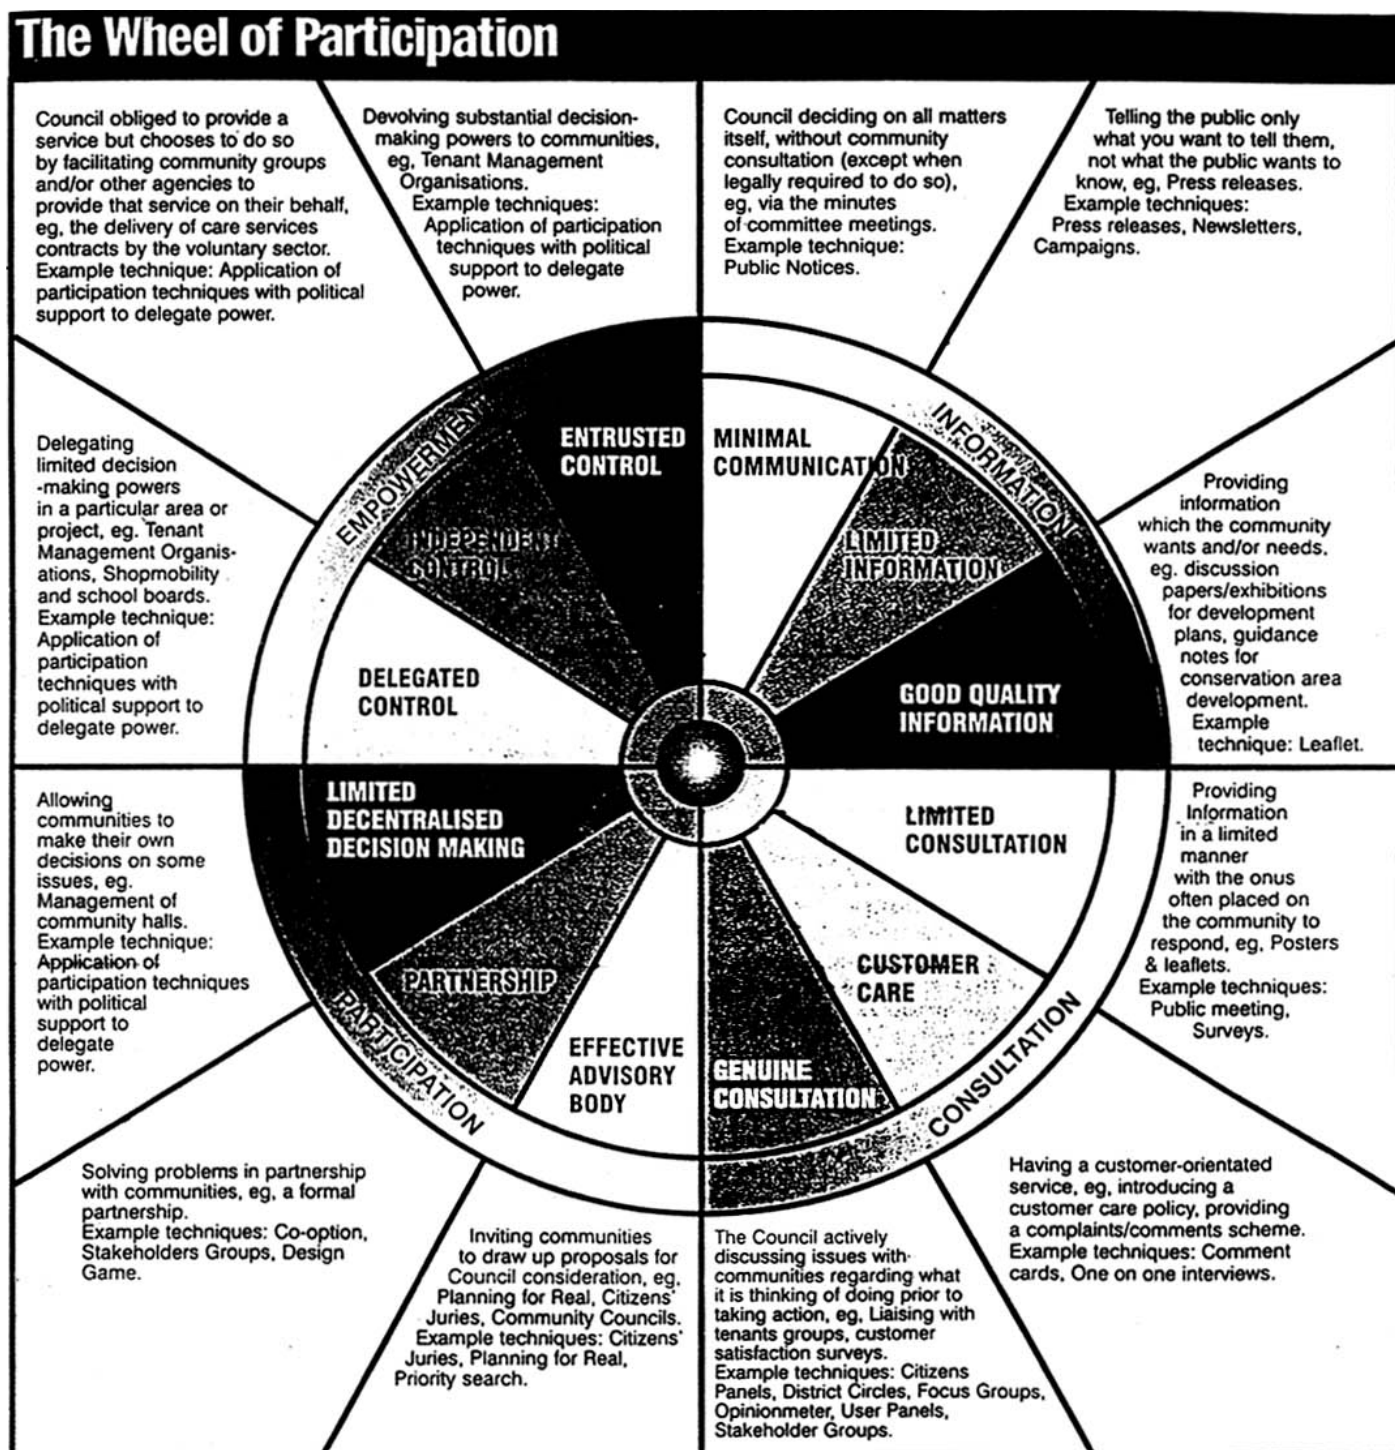 The Wheel of Participation
Council obliged to provide a
service but chooses to do so
by facilitating community groups
and/or other agencies to
provide that service on their behalf,
eg, the delivery of care services
contracts by the voluntary sector.
Example technique: Application of
participation techniques with political
support to delegate power.
Devolving substantial decision-
making powers to communities,
eg, Tenant Management
Organisations.
Example techniques:
Application of participation
techniques with political
support to delegate
power.
Council deciding on all matters
itself, without community
consultation (except when
legally required to do so),
eg, via the minutes
of committee meetings.
Example technique:
Public Notices.
Telling the public only
what you want to tell them,
not what the public wants to
know, eg, Press releases.
Example techniques:
Press releases, Newsletters,
Campaigns.
Delegating
limited decision
-making powers
in a particular area or
project, eg. Tenant
Management Organis-
ations, Shopmobility
and school boards.
Example technique:
Application of
participation
techniques with
political support to
delegate power.
EMPOWERMENT
INDEPENDENT
CONTROL
ENTRUSTED
CONTROL
MINIMAL
COMMUNICATION
INFORMATION
LIMITED
INFORMATION
Providing
information
which the community
wants and/or needs,
eg. discussion
papers/exhibitions
for development
plans, guidance
notes for
conservation area
development.
Example
technique: Leaflet.
DELEGATED
CONTROL
GOOD QUALITY
INFORMATION
Allowing
communities to
make their own
decisions on some
issues, eg.
Management of
community halls.
Example technique:
Application of
participation techniques
with political
support to
delegate
power.
LIMITED
DECENTRALISED
DECISION MAKING
LIMITED
CONSULTATION
Providing
Information
in a limited
manner
with the onus
often placed on
the community to
respond, eg, Posters
& leaflets.
Example techniques:
Public meeting,
Surveys.
PARTNERSHIP
PARTICIPATION
EFFECTIVE
ADVISORY
BODY
GENUINE
CONSULTATION
CUSTOMER
CARE
CONSULTATION
Solving problems in partnership
with communities, eg, a formal
partnership.
Example techniques: Co-option,
Stakeholders Groups, Design
Game.
Inviting communities
to draw up proposals for
Council consideration, eg,
Planning for Real, Citizens'
Juries, Community Councils.
Example techniques: Citizens'
Juries, Planning for Real,
Priority search.
The Council actively
discussing issues with
communities regarding what
it is thinking of doing prior to
taking action, eg, Liaising with
tenants groups, customer
satisfaction surveys.
Example techniques: Citizens
Panels, District Circles, Focus Groups,
Opinionmeter, User Panels,
Stakeholder Groups.
Having a customer-orientated
service, eg, introducing a
customer care policy, providing
a complaints/comments scheme.
Example techniques: Comment
cards, One on one interviews.